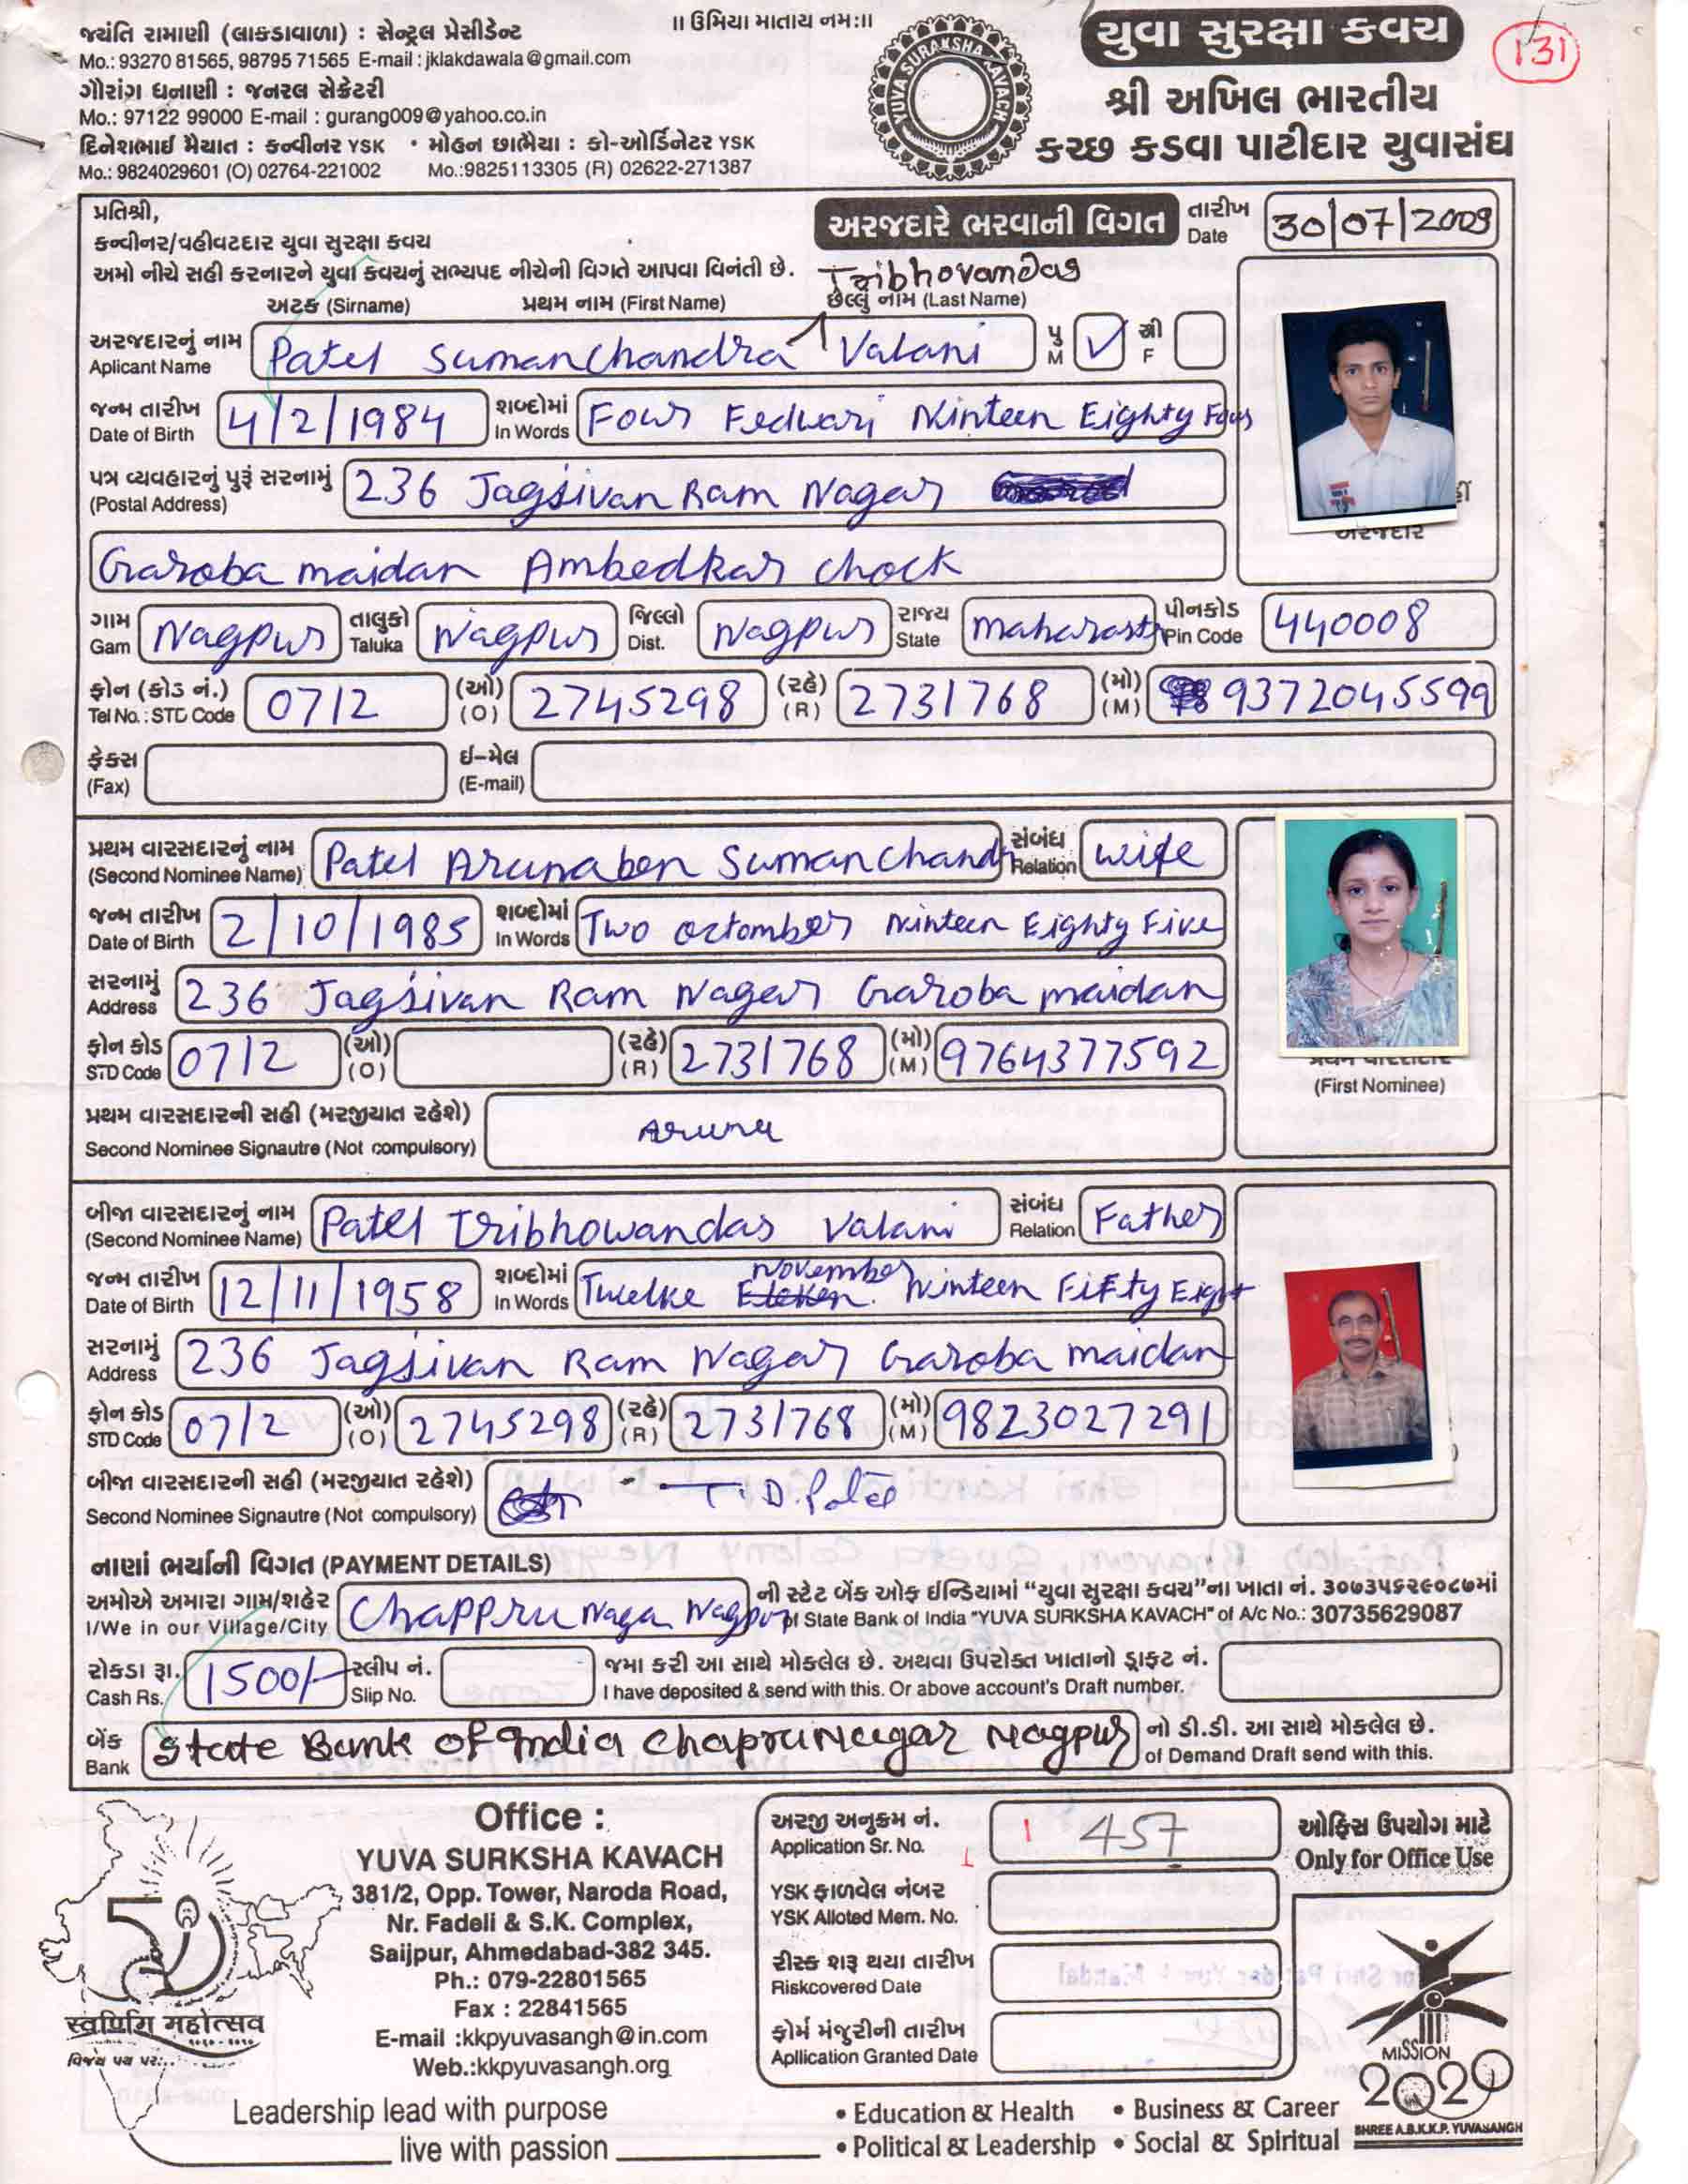 જયંતિ રામાણી (લાકડાવાળા) : સેન્ટ્રલ પ્રેસીડેન્ટ
Mo.: 93270 81565, 98795 71565 E-mail : jklakdawala@gmail.com
ગૌરાંગ ધનાણી : જનરલ સેક્રેટરી
Mo.: 97122 99000 E-mail : gurang009@yahoo.co.in
દિનેશભાઈ મૈયાત : કન્વીનર YSK • મોહન છાભૈયા : કો-ઓર્ડિનેટર YSK
Mo.: 9824029601 (O) 02764-221002 Mo.:9825113305 (R) 02622-271387
॥ ઉમિયા માતાય નમઃ॥
YUVA SURAKSHA KAVACH
યુવા સુરક્ષા કવચ
131
શ્રી અખિલ ભારતીય
કચ્છ કડવા પાટીદાર યુવાસંઘ
પ્રતિશ્રી,
અરજદારે ભરવાની વિગત તારીખ Date 30/07/2009
કન્વીનર/વહીવટદાર યુવા સુરક્ષા કવચ
અમો નીચે સહી કરનારને યુવા કવચનું સભ્યપદ નીચેની વિગતે આપવા વિનંતી છે.
Tribhovandas
અટક (Sirname) પ્રથમ નામ (First Name) છેલ્લું નામ (Last Name)
અરજદારનું નામ Aplicant Name Patel Sumanchandra Valani પુ M ✓ સ્ત્રી F
જન્મ તારીખ Date of Birth 4/2/1984 શબ્દોમાં In Words Four Feduari Ninteen Eighty Four
પત્ર વ્યવહારનું પુરૂં સરનામું (Postal Address) 236 Jagjivan Ram Nagar
અરજદાર
Garoba maidan Ambedkar chock
ગામ Gam Nagpur તાલુકો Taluka Nagpur જિલ્લો Dist. Nagpur રાજ્ય State maharastr પીનકોડ Pin Code 440008
ફોન (કોડ નં.) Tel No.: STD Code 0712 (ઓ) (O) 2745298 (રહે) (R) 2731768 (મો) (M) 9372045599
ફેકસ (Fax) ઈ-મેલ (E-mail)
પ્રથમ વારસદારનું નામ (Second Nominee Name) Patel Arunaben Sumanchandr સંબંધ Relation wife
જન્મ તારીખ Date of Birth 2/10/1985 શબ્દોમાં In Words Two octomber Ninteen Eighty Five
સરનામું Address 236 Jagjivan Ram Nagar Garoba maidan
ફોન કોડ STD Code 0712 (ઓ) (O) (રહે) (R) 2731768 (મો) (M) 9764377592
પ્રથમ વારસદાર
(First Nominee)
પ્રથમ વારસદારની સહી (મરજીયાત રહેશે)
Second Nominee Signautre (Not compulsory) Aruna
બીજા વારસદારનું નામ (Second Nominee Name) Patel Tribhowandas Valani સંબંધ Relation Father
જન્મ તારીખ Date of Birth 12/11/1958 શબ્દોમાં In Words Twelke November Ninteen Fifty Eight
સરનામું Address 236 Jagjivan Ram Nagar Garoba maidan
ફોન કોડ STD Code 0712 (ઓ) (O) 2745298 (રહે) (R) 2731768 (મો) (M) 9823027291
બીજા વારસદારની સહી (મરજીયાત રહેશે)
Second Nominee Signautre (Not compulsory) T. D. Patel
નાણાં ભર્યાની વિગત (PAYMENT DETAILS)
અમોએ અમારા ગામ/શહેર Chappru Naga Nagpur ની સ્ટેટ બેંક ઓફ ઈન્ડિયામાં "યુવા સુરક્ષા કવચ"ના ખાતા નં. ૩૦૭૩૫૬૨૯૦૮૭માં
I/We in our Village/City of State Bank of India "YUVA SURKSHA KAVACH" of A/c No.: 30735629087
રોકડા રૂા. Cash Rs. 1500/- સ્લીપ નં. Slip No. જમા કરી આ સાથે મોકલેલ છે. અથવા ઉપરોક્ત ખાતાનો ડ્રાફટ નં.
I have deposited & send with this. Or above account's Draft number.
બેંક Bank State Bank of India ChapruNagar Nagpur નો ડી.ડી. આ સાથે મોકલેલ છે.
of Demand Draft send with this.
50
स्वर्णिम महोत्सव
વિજય પથ પર...
Office :
YUVA SURKSHA KAVACH
381/2, Opp. Tower, Naroda Road,
Nr. Fadeli & S.K. Complex,
Saijpur, Ahmedabad-382 345.
Ph.: 079-22801565
Fax : 22841565
E-mail :kkpyuvasangh@in.com
Web.:kkpyuvasangh.org
અરજી અનુક્રમ નં. Application Sr. No. 457
YSK ફાળવેલ નંબર YSK Alloted Mem. No.
રીસ્ક શરૂ થયા તારીખ Riskcovered Date
ફોર્મ મંજુરીની તારીખ Apllication Granted Date
ઓફિસ ઉપયોગ માટે
Only for Office Use
MISSION
2020
SHREE A.B.K.K.P. YUVASANGH
Leadership lead with purpose
live with passion
• Education & Health • Business & Career
• Political & Leadership • Social & Spiritual